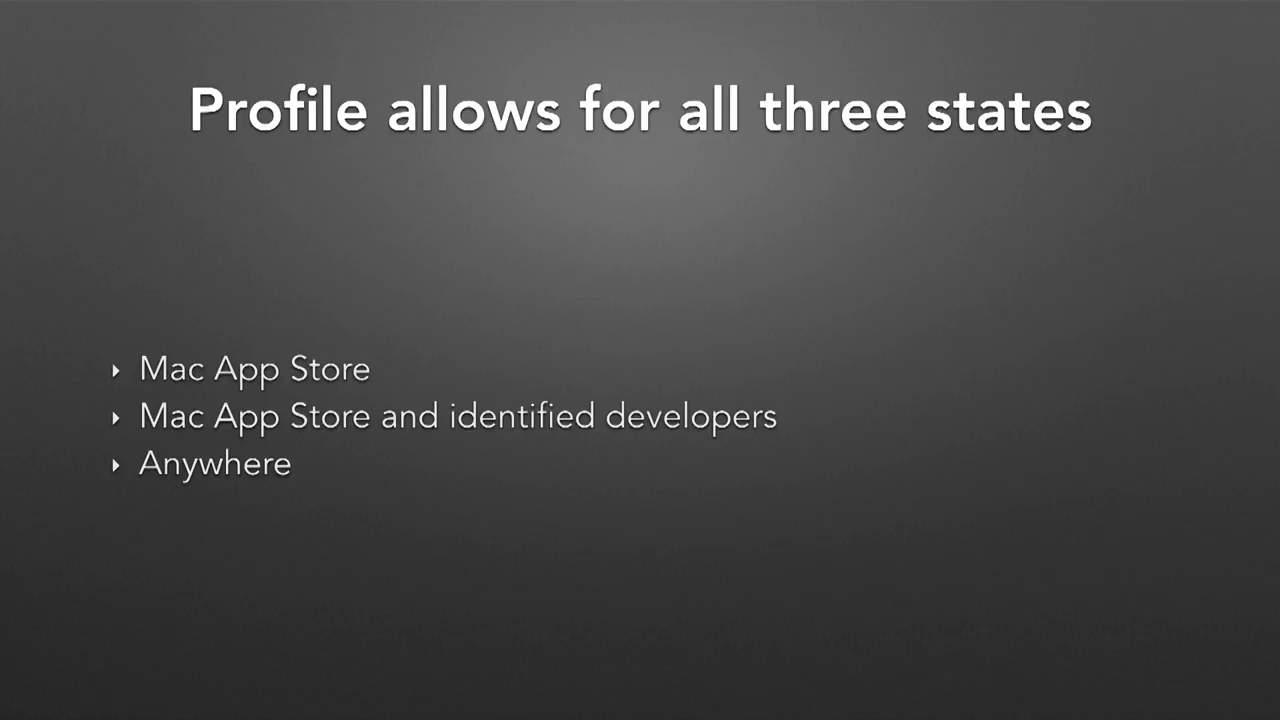 Profile allows for all three states
Mac App Store
Mac App Store and identified developers
Anywhere